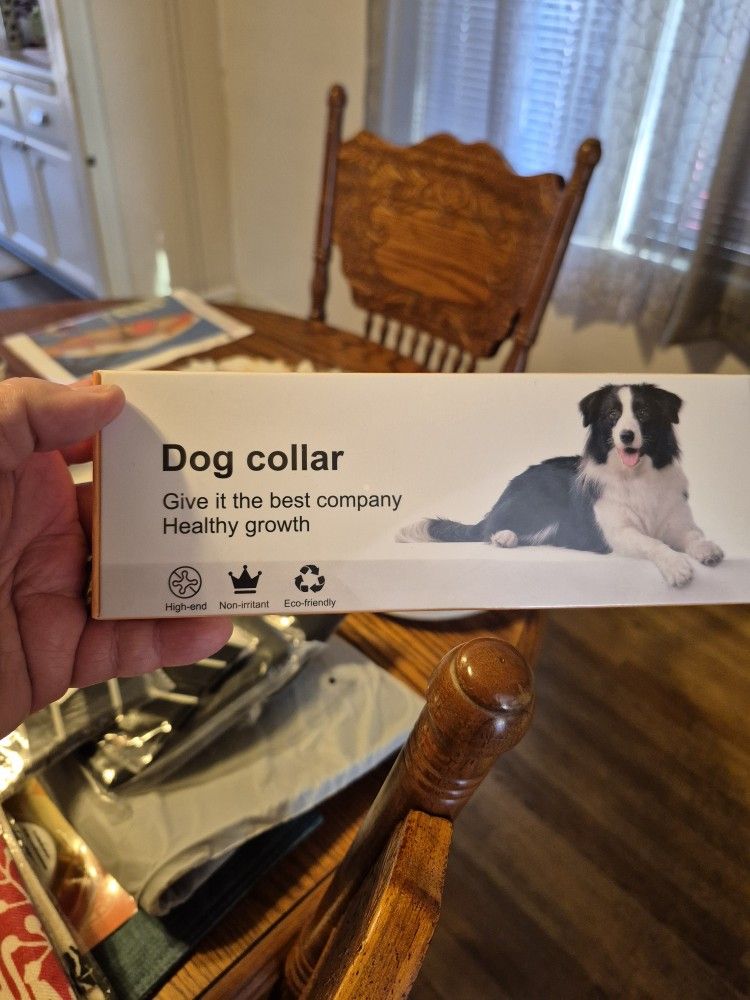 Dog collar
Give it the best company
Healthy growth
High-end Non-irritant Eco-friendly